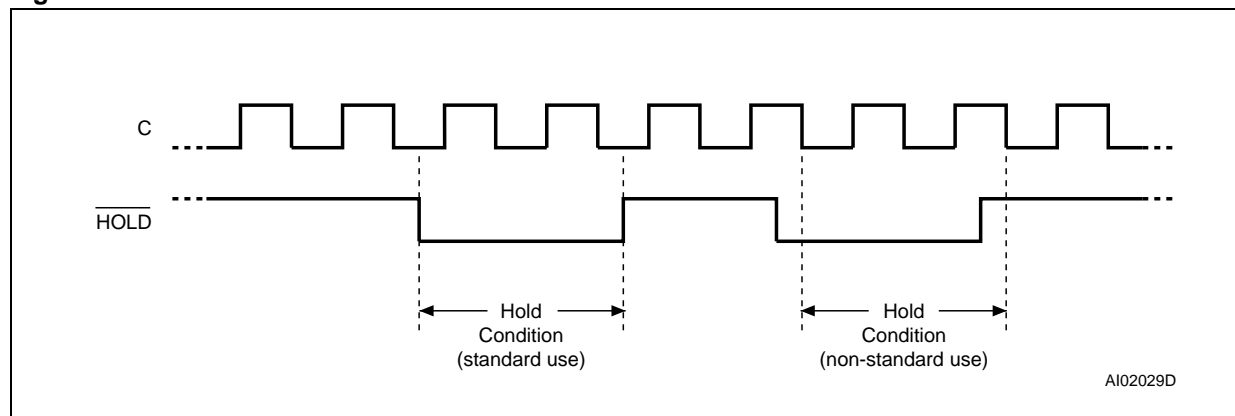 C
HOLD
Hold
Condition
(standard use)
Hold
Condition
(non-standard use)
AI02029D